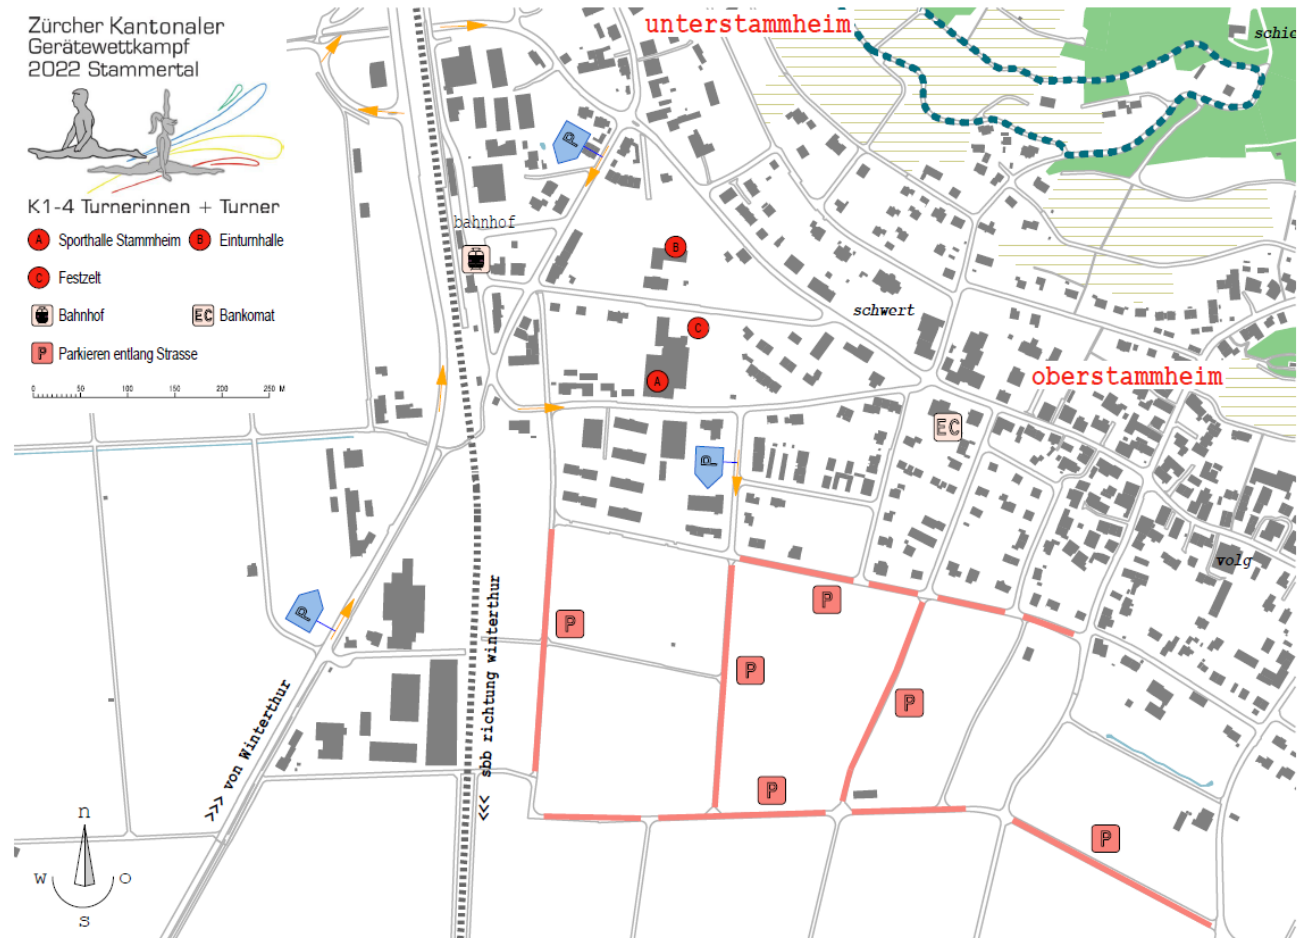 Zürcher Kantonaler
Gerätewettkampf
2022 Stammertal
K1-4 Turnerinnen + Turner
A Sporthalle Stammheim B Einturnhalle
C Festzelt
Bahnhof EC Bankomat
P Parkieren entlang Strasse
0 50 100 150 200 250 M
unterstammheim
schic
P
bahnhof
B
schwert
C
oberstammheim
A
EC
P
volg
P
P
P
P
P
P
P
>>> von Winterthur
<<< sbb richtung winterthur
n
w o
s